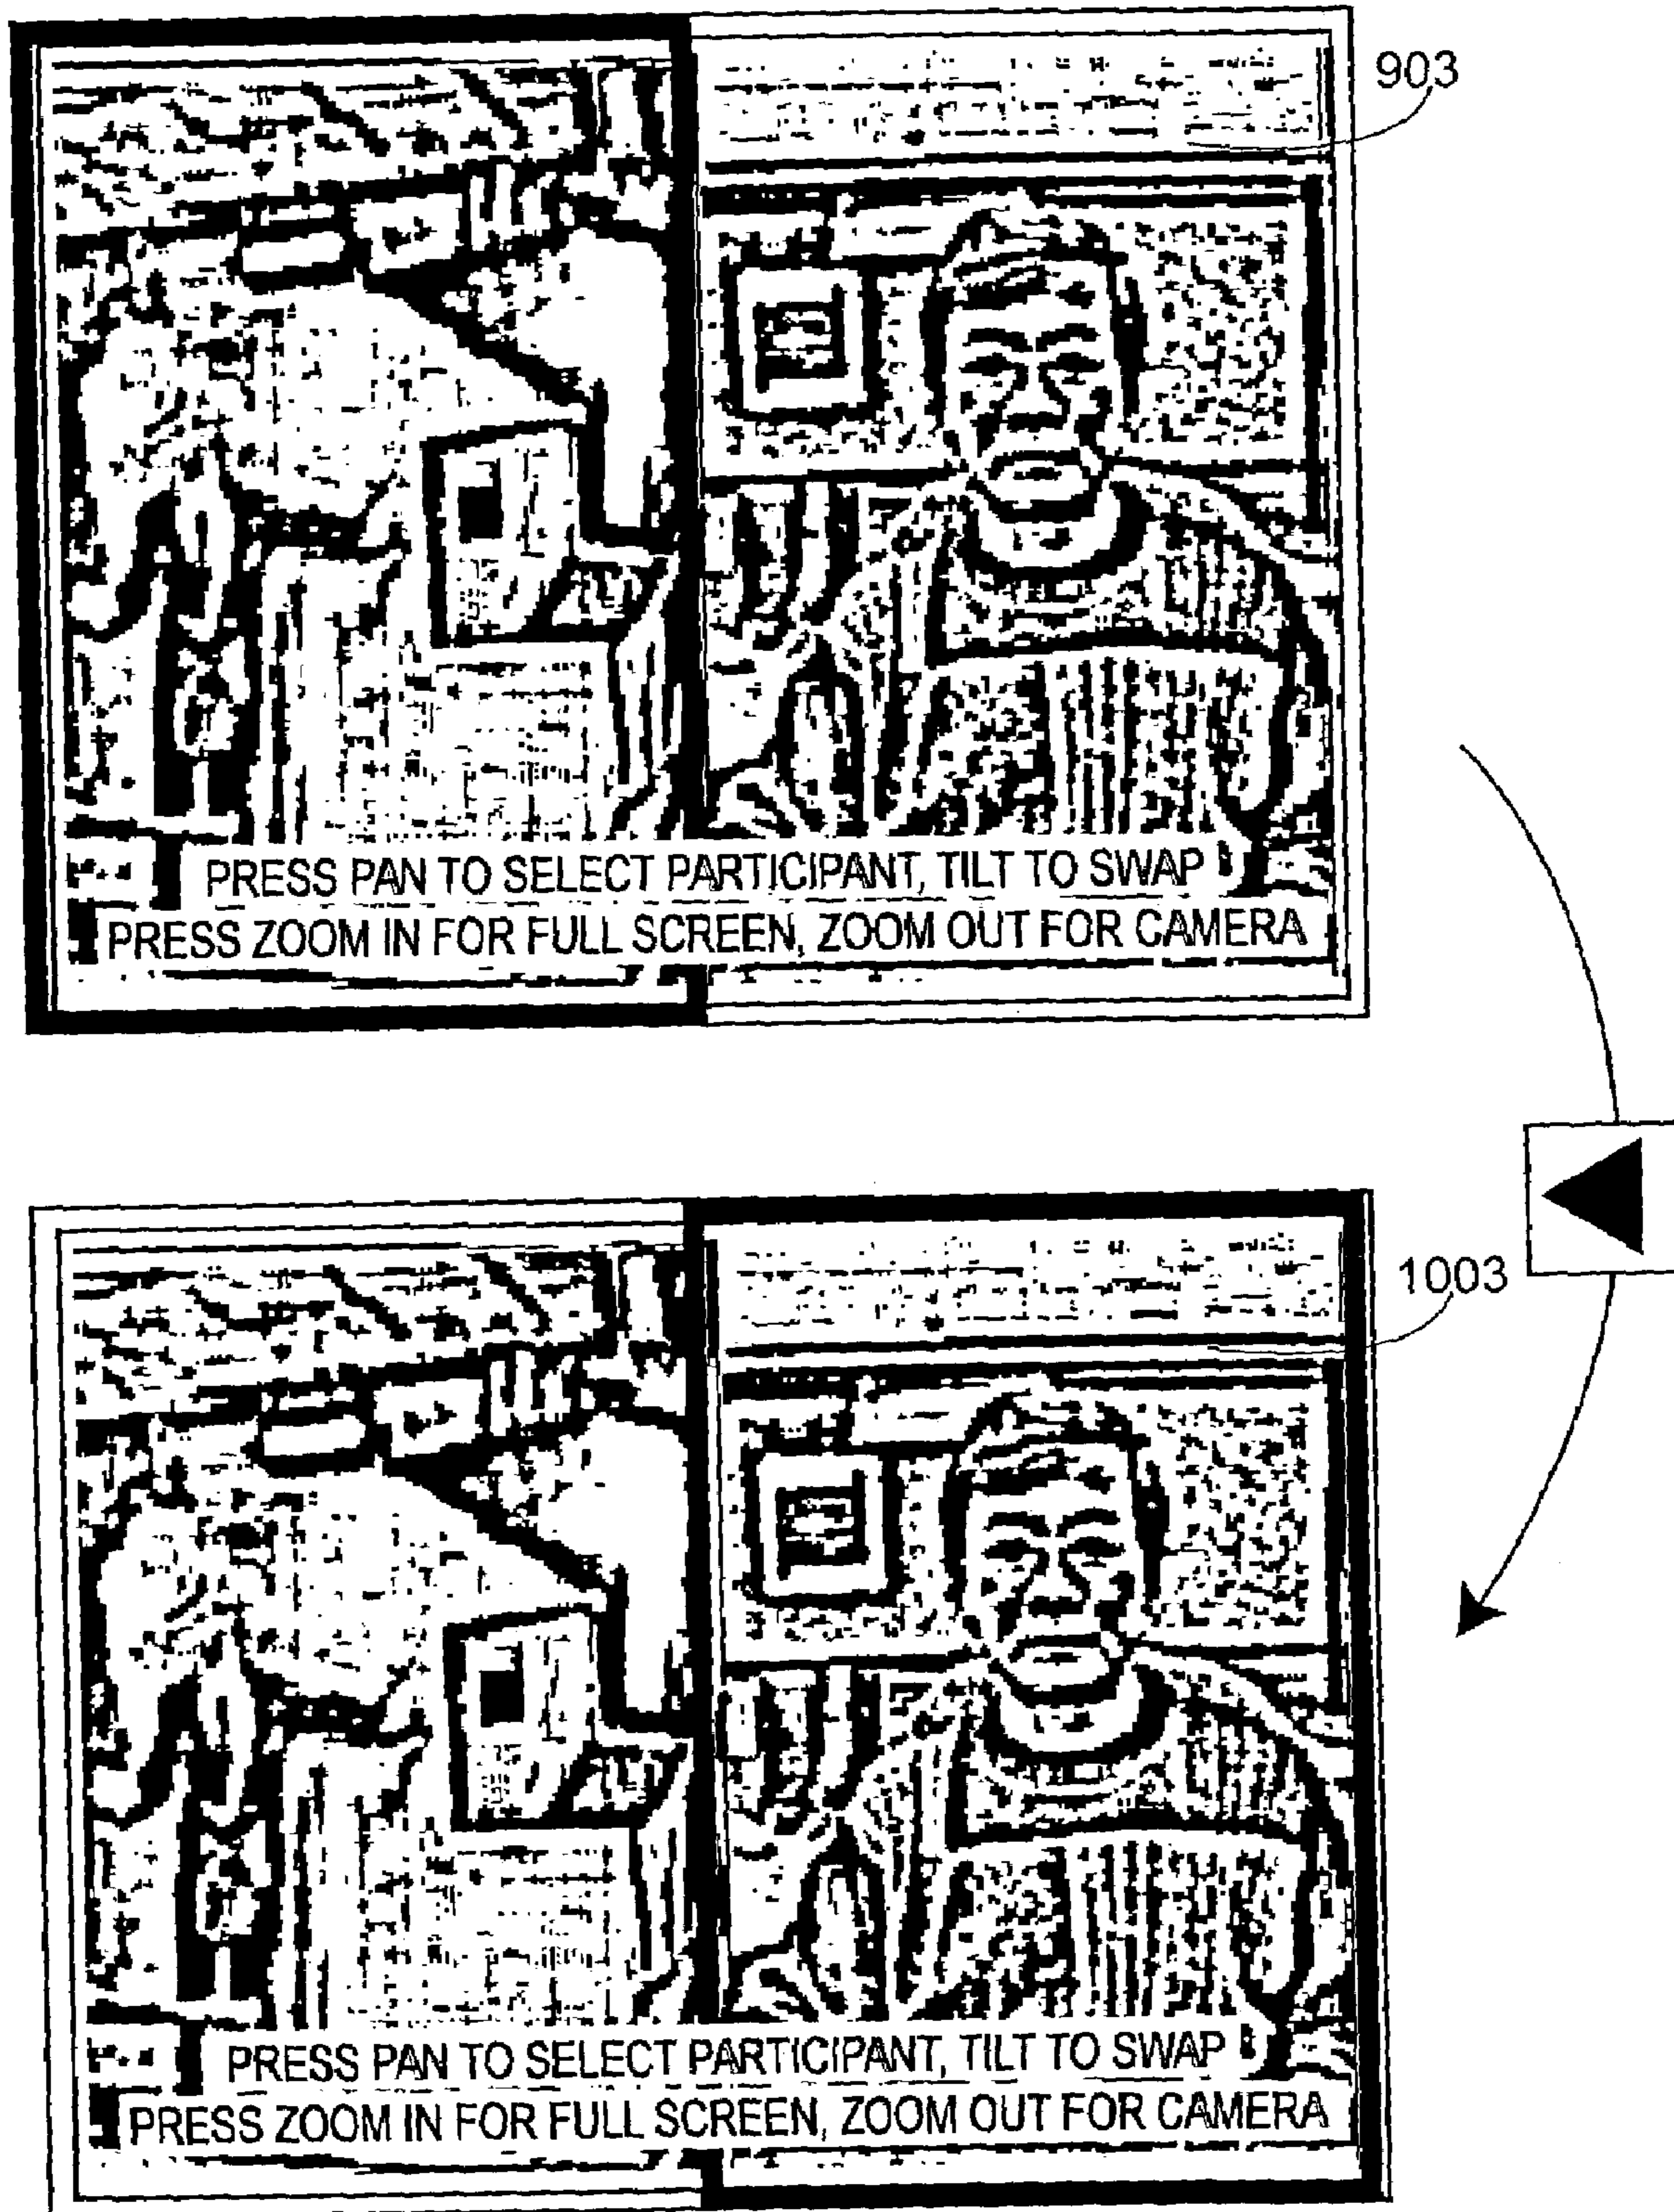 903
PRESS PAN TO SELECT PARTICIPANT, TILT TO SWAP
PRESS ZOOM IN FOR FULL SCREEN, ZOOM OUT FOR CAMERA
1003
PRESS PAN TO SELECT PARTICIPANT, TILT TO SWAP
PRESS ZOOM IN FOR FULL SCREEN, ZOOM OUT FOR CAMERA